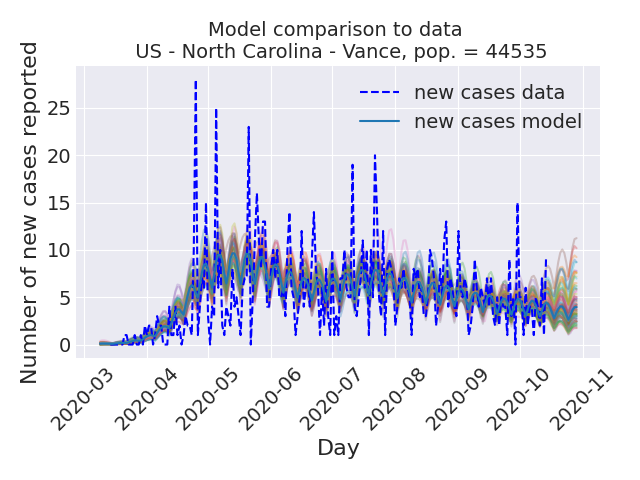 Model comparison to data
US - North Carolina - Vance, pop. = 44535
Number of new cases reported
25
20
15
10
5
0
new cases data
new cases model
2020-03
2020-04
2020-05
2020-06
2020-07
2020-08
2020-09
2020-10
2020-11
Day